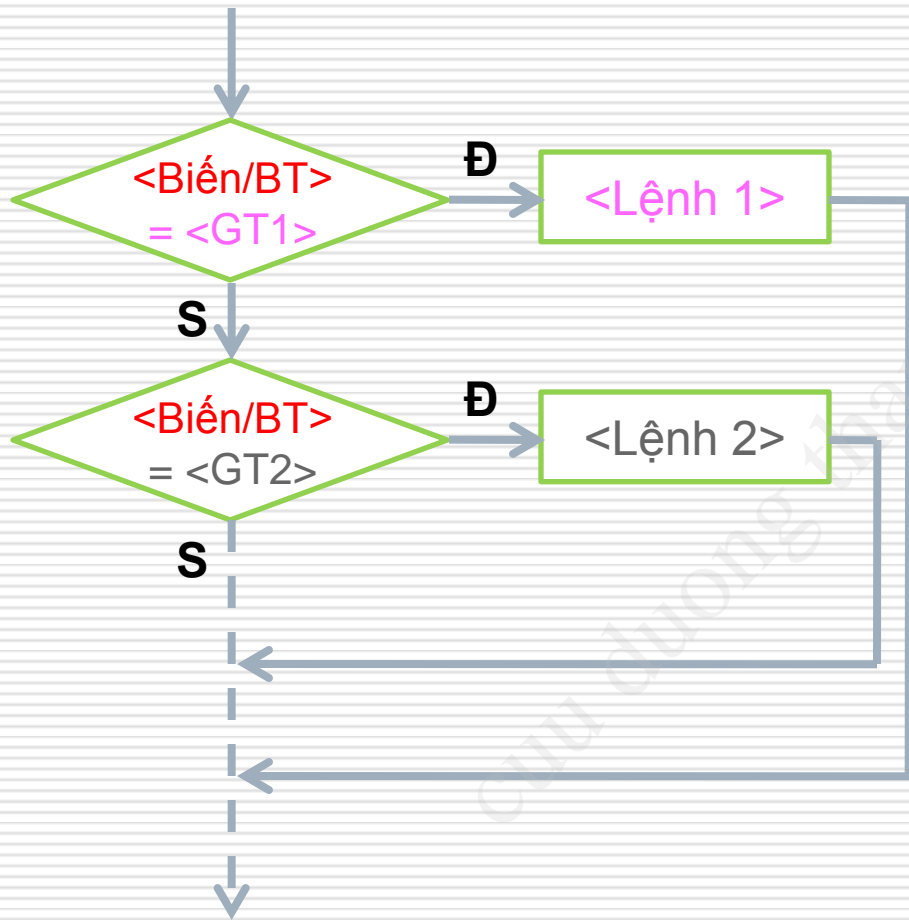 <Biến/BT>
= <GT1>
Đ
<Lệnh 1>
S
<Biến/BT>
= <GT2>
Đ
<Lệnh 2>
S
cuu duong